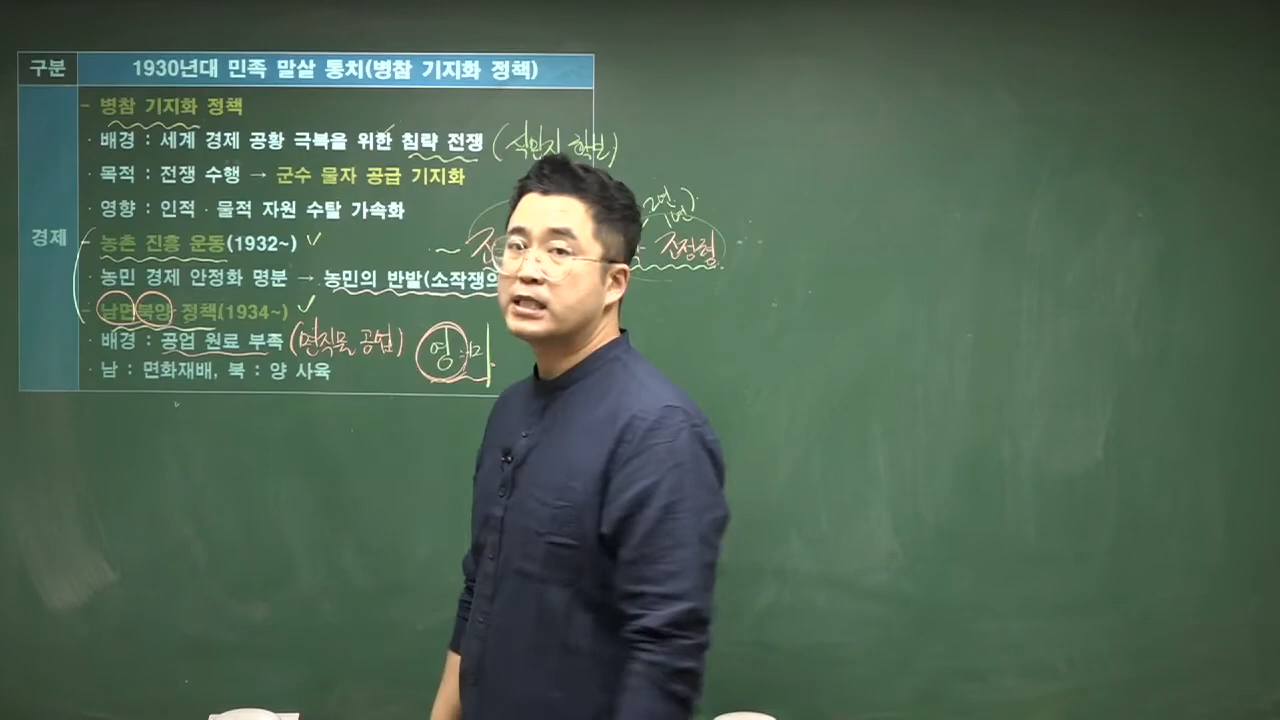 구분 1930년대 민족 말살 통치(병참 기지화 정책)
경제
- 병참 기지화 정책
· 배경 : 세계 경제 공황 극복을 위한 침략 전쟁 (식민지 확보)
· 목적 : 전쟁 수행 → 군수 물자 공급 기지화
· 영향 : 인적 · 물적 자원 수탈 가속화
- 농촌 진흥 운동(1932~) ✓
· 농민 경제 안정화 명분 → 농민의 반발(소작쟁의
- 남면북양 정책(1934~) ✓
· 배경 : 공업 원료 부족 (면직물 공업)
· 남 : 면화재배, 북 : 양 사육